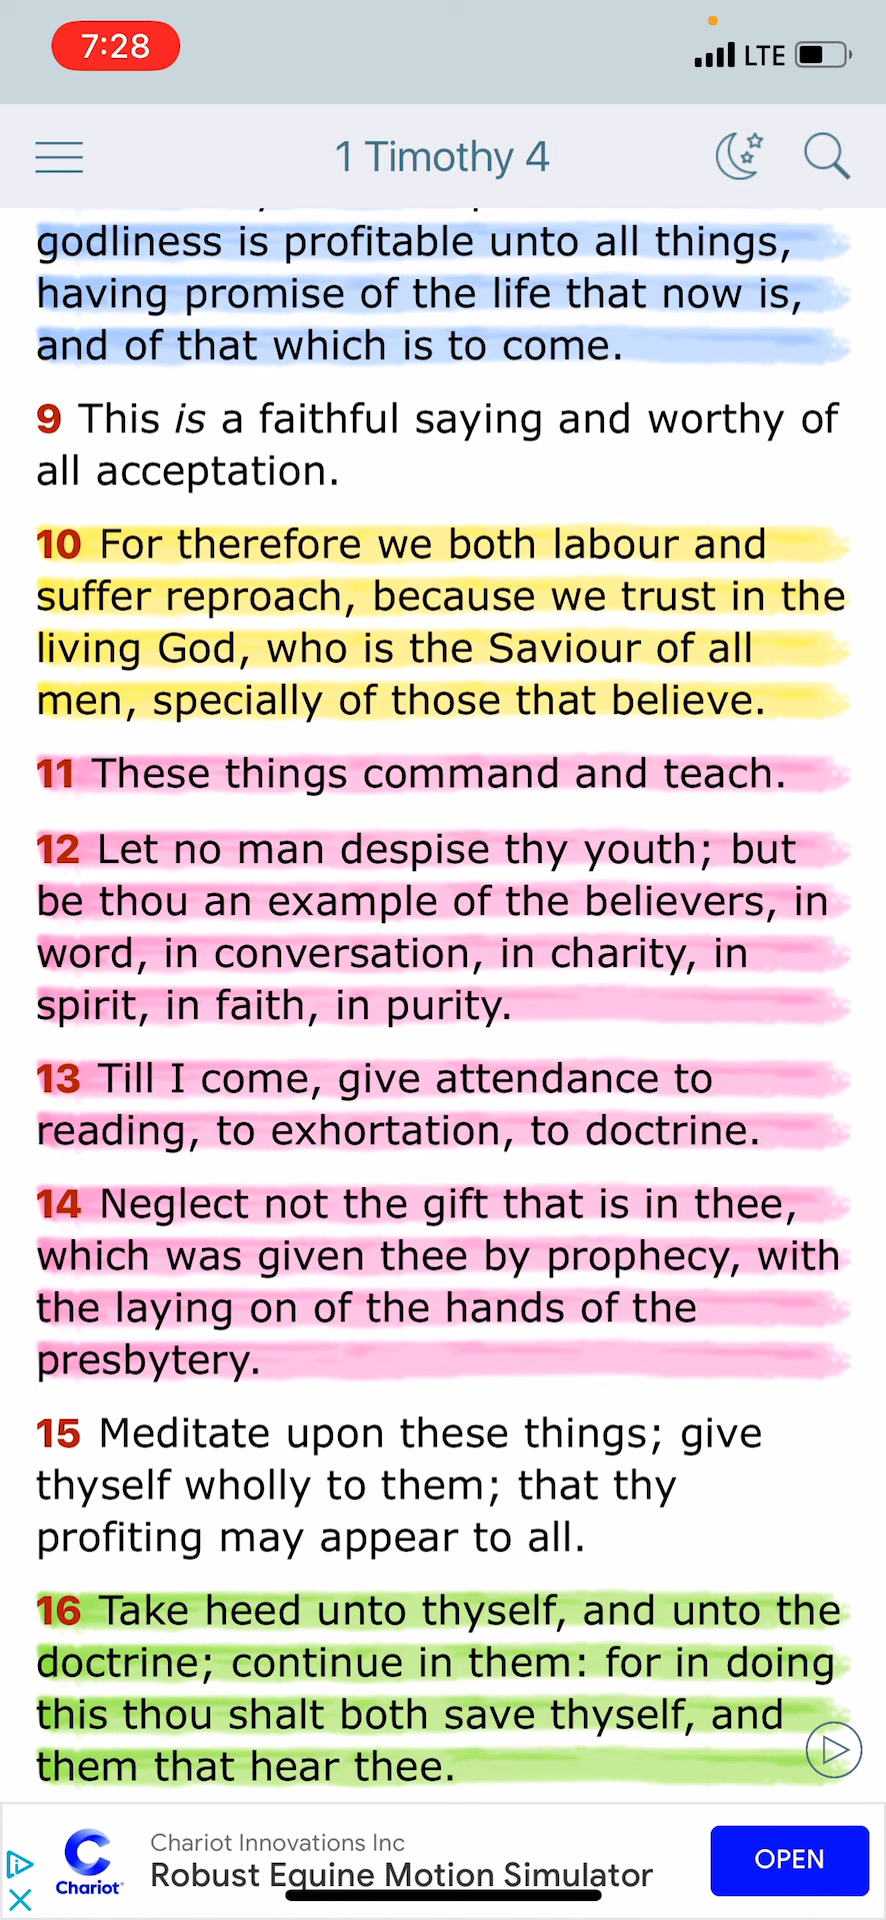 7:28
LTE
1 Timothy 4
godliness is profitable unto all things,
having promise of the life that now is,
and of that which is to come.
9 This is a faithful saying and worthy of
all acceptation.
10 For therefore we both labour and
suffer reproach, because we trust in the
living God, who is the Saviour of all
men, specially of those that believe.
11 These things command and teach.
12 Let no man despise thy youth; but
be thou an example of the believers, in
word, in conversation, in charity, in
spirit, in faith, in purity.
13 Till I come, give attendance to
reading, to exhortation, to doctrine.
14 Neglect not the gift that is in thee,
which was given thee by prophecy, with
the laying on of the hands of the
presbytery.
15 Meditate upon these things; give
thyself wholly to them; that thy
profiting may appear to all.
16 Take heed unto thyself, and unto the
doctrine; continue in them: for in doing
this thou shalt both save thyself, and
them that hear thee.
Chariot Innovations Inc
Robust Equine Motion Simulator
Chariot
OPEN